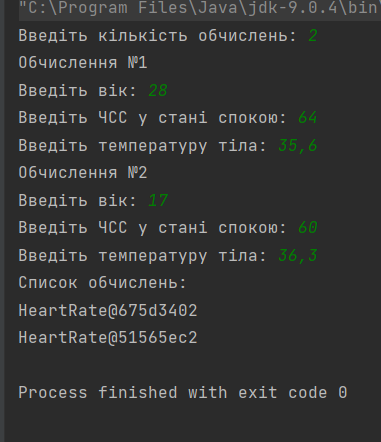 "C:\Program Files\Java\jdk-9.0.4\bin\
Введіть кількість обчислень: 2
Обчислення №1
Введіть вік: 28
Введіть ЧСС у стані спокою: 64
Введіть температуру тіла: 35,6
Обчислення №2
Введіть вік: 17
Введіть ЧСС у стані спокою: 60
Введіть температуру тіла: 36,3
Список обчислень:
HeartRate@675d3402
HeartRate@51565ec2
Process finished with exit code 0